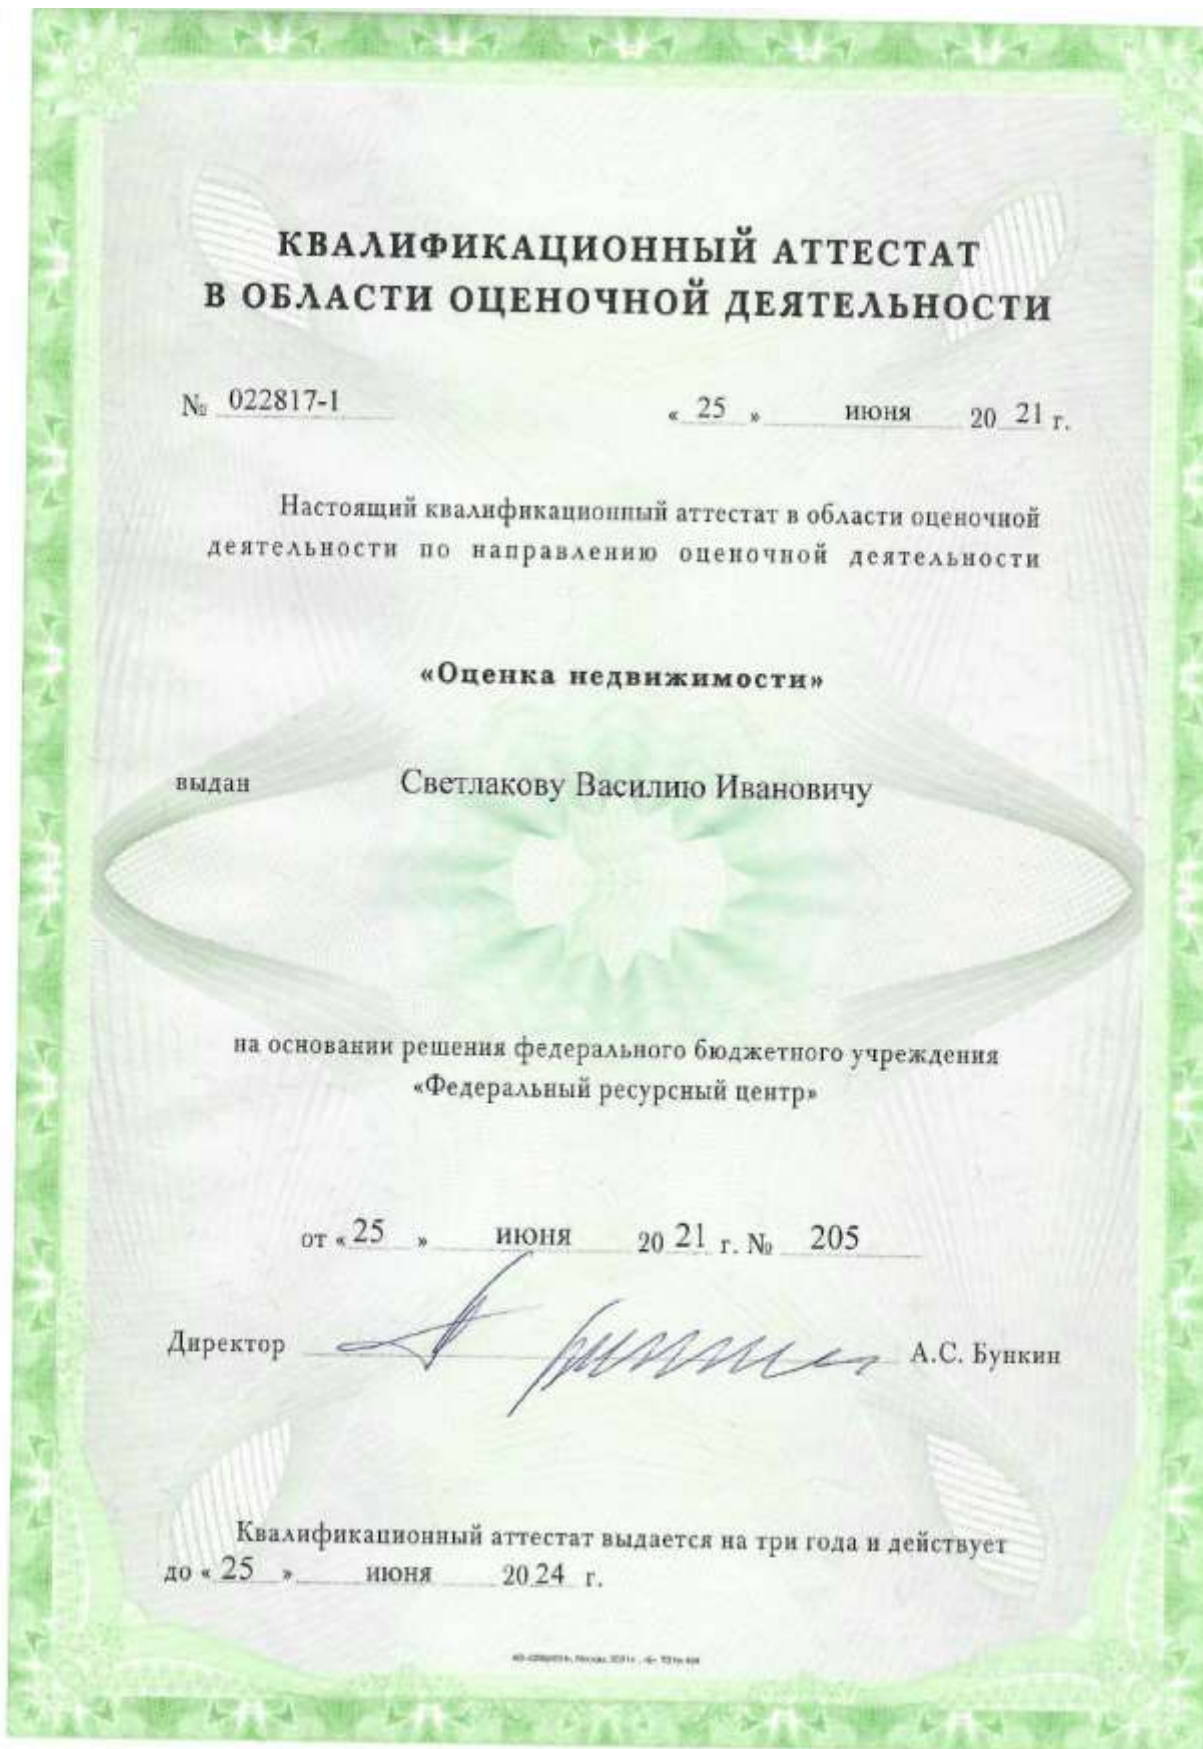 КВАЛИФИКАЦИОННЫЙ АТТЕСТАТ
В ОБЛАСТИ ОЦЕНОЧНОЙ ДЕЯТЕЛЬНОСТИ
№ 022817-1 « 25 » июня 20 21 г.
Настоящий квалификационный аттестат в области оценочной
деятельности по направлению оценочной деятельности
«Оценка недвижимости»
выдан Светлакову Василию Ивановичу
на основании решения федерального бюджетного учреждения
«Федеральный ресурсный центр»
от « 25 » июня 20 21 г. № 205
Директор А.С. Бункин
Квалификационный аттестат выдается на три года и действует
до « 25 » июня 20 24 г.